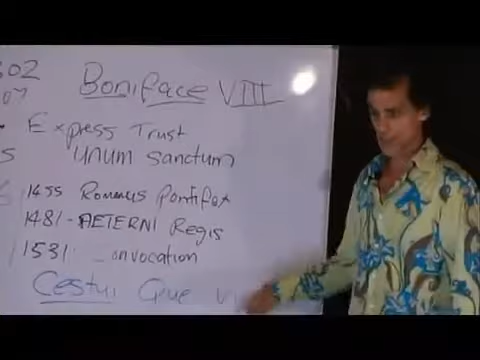 302
Boniface VIII
Express Trust
Unum Sanctum
1455 Romanus Pontifex
1481 - AETERNI Regis
1531 onvocation
Cestui Que